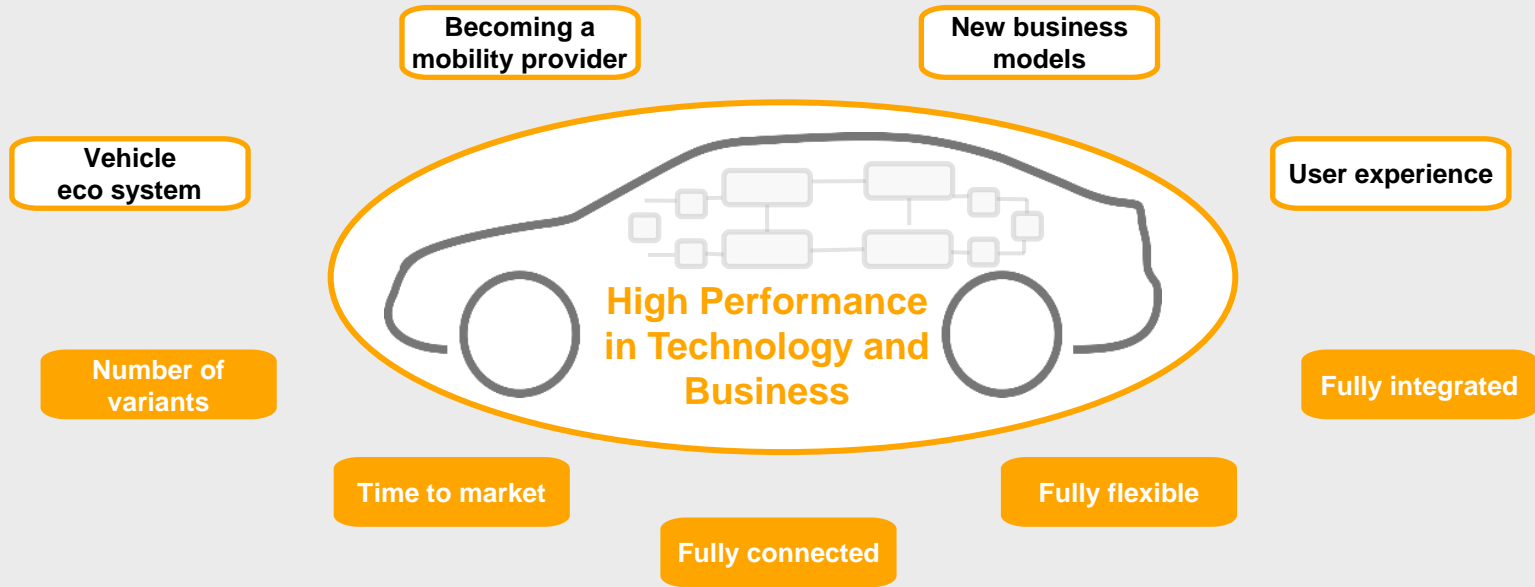 Becoming a
mobility provider
New business
models
Vehicle
eco system
User experience
High Performance
in Technology and
Business
Number of
variants
Fully integrated
Time to market
Fully flexible
Fully connected